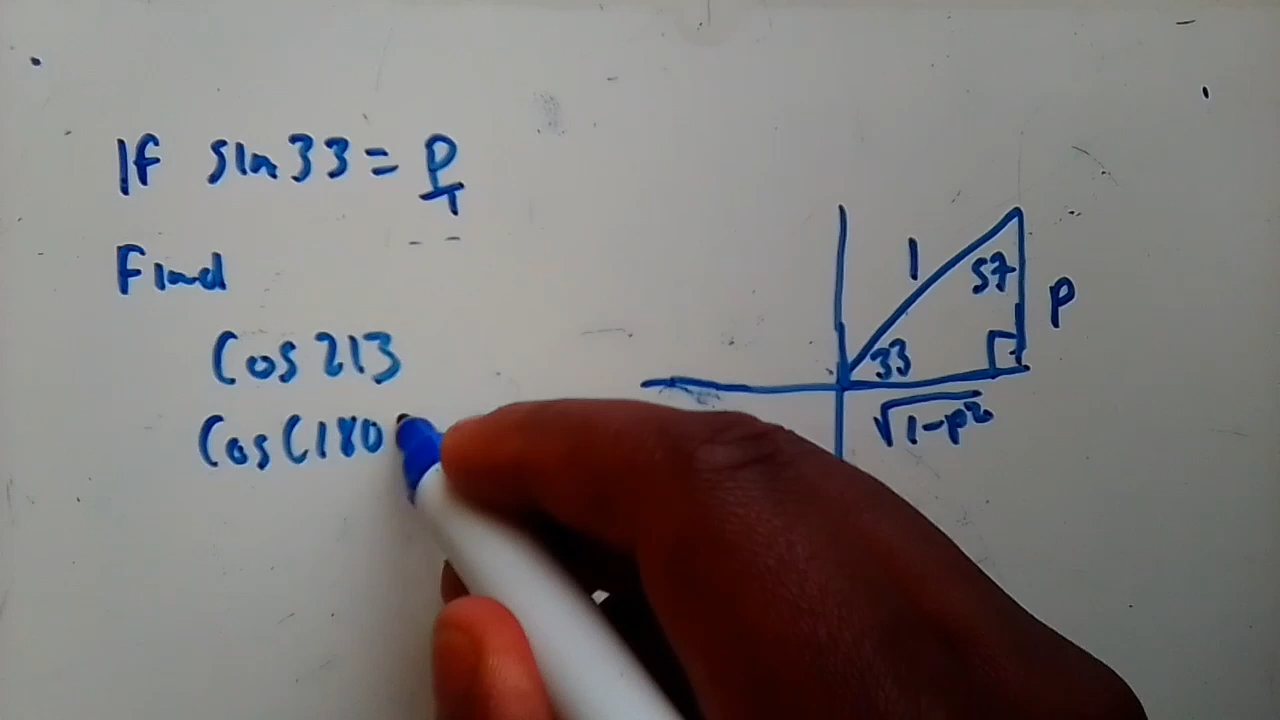 If sin 33 = P/1
Find
Cos 213
Cos (180
1
57
P
33
√1-p²